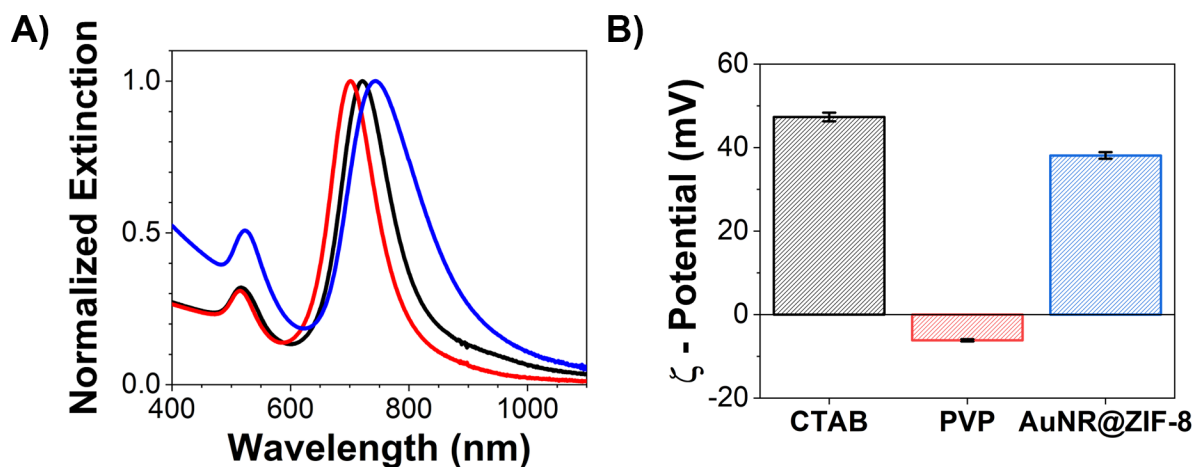 A)
Normalized Extinction
1.0
0.5
0.0
400
600
800
1000
Wavelength (nm)
B)
ζ - Potential (mV)
60
40
20
0
-20
CTAB
PVP
AuNR@ZIF-8